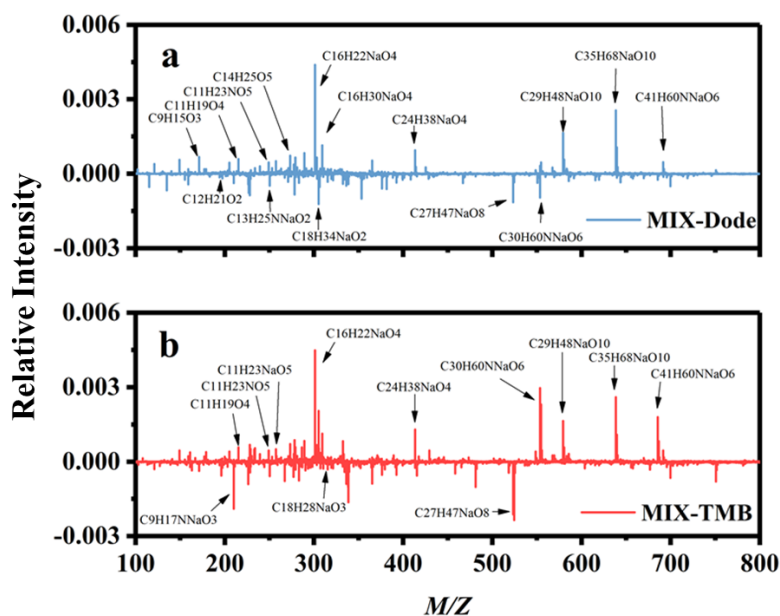 0.006
a
C16H22NaO4
C35H68NaO10
C14H25O5
C11H23NO5
C11H19O4
C9H15O3
C16H30NaO4
C29H48NaO10
C24H38NaO4
C41H60NNaO6
0.003
0.000
C12H21O2
C13H25NNaO2
C18H34NaO2
C27H47NaO8
C30H60NNaO6
MIX-Dode
-0.003
Relative Intensity
0.006
b
C16H22NaO4
C29H48NaO10
C30H60NNaO6
C35H68NaO10
C11H23NaO5
C11H23NO5
C11H19O4
C24H38NaO4
C41H60NNaO6
0.003
0.000
C18H28NaO3
C27H47NaO8
C9H17NNaO3
MIX-TMB
-0.003
100 200 300 400 500 600 700 800
M/Z